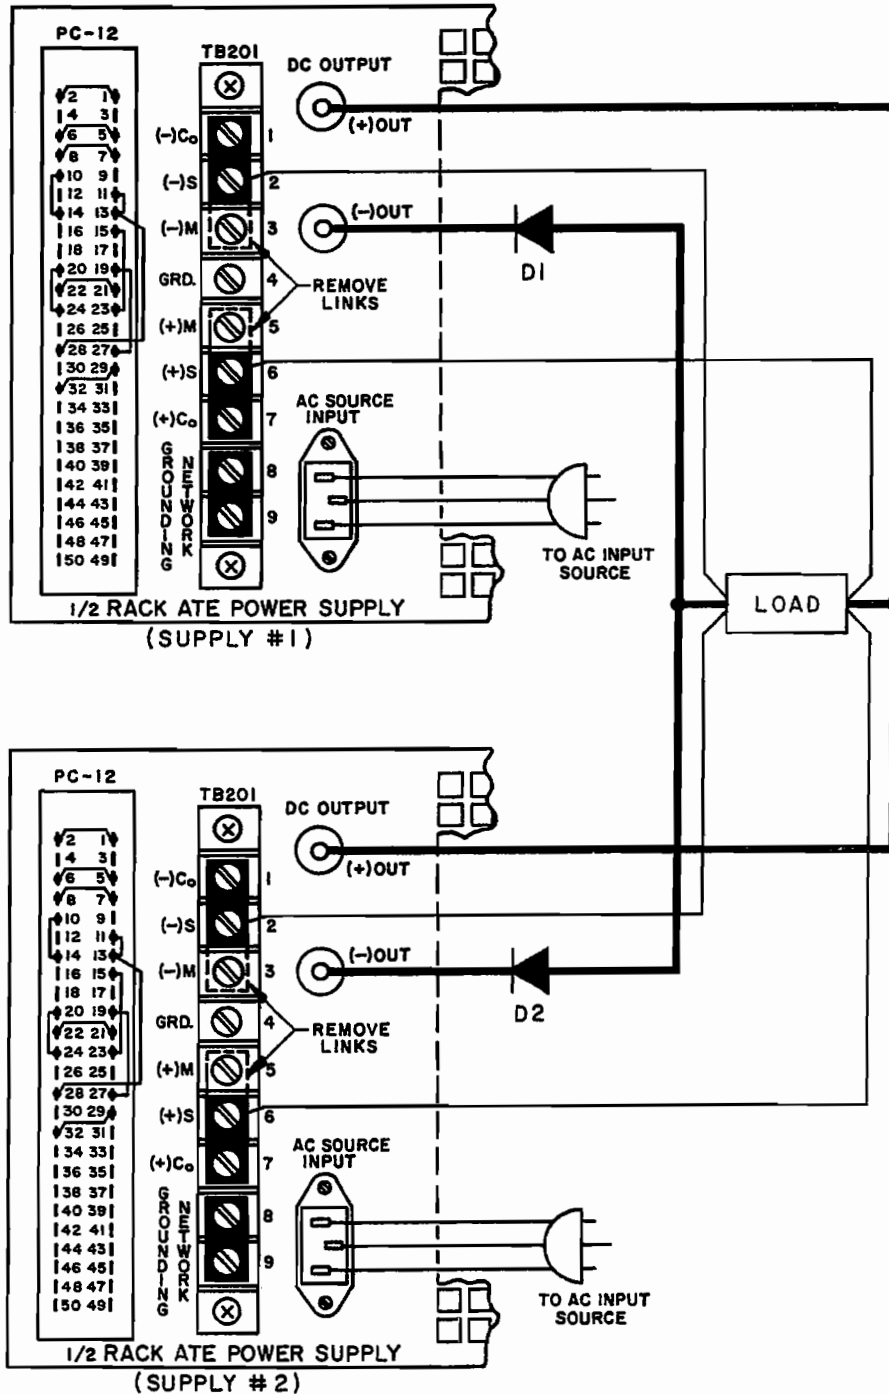 PC-12
TB201
DC OUTPUT
2 1
4 3
6 5
8 7
10 9
12 11
14 13
16 15
18 17
20 19
22 21
24 23
26 25
28 27
30 29
32 31
34 33
36 35
38 37
40 39
42 41
44 43
46 45
48 47
50 49
(-)Co 1
(-)S 2
(-)M 3
GRD. 4
(+)M 5
(+)S 6
(+)Co 7
8
9
GROUNDING
NETWORK
(+)OUT
(-)OUT
D1
REMOVE
LINKS
AC SOURCE
INPUT
TO AC INPUT
SOURCE
1/2 RACK ATE POWER SUPPLY
(SUPPLY #1)
LOAD
PC-12
TB201
DC OUTPUT
2 1
4 3
6 5
8 7
10 9
12 11
14 13
16 15
18 17
20 19
22 21
24 23
26 25
28 27
30 29
32 31
34 33
36 35
38 37
40 39
42 41
44 43
46 45
48 47
50 49
(-)Co 1
(-)S 2
(-)M 3
GRD. 4
(+)M 5
(+)S 6
(+)Co 7
8
9
GROUNDING
NETWORK
(+)OUT
(-)OUT
D2
REMOVE
LINKS
AC SOURCE
INPUT
TO AC INPUT
SOURCE
1/2 RACK ATE POWER SUPPLY
(SUPPLY #2)